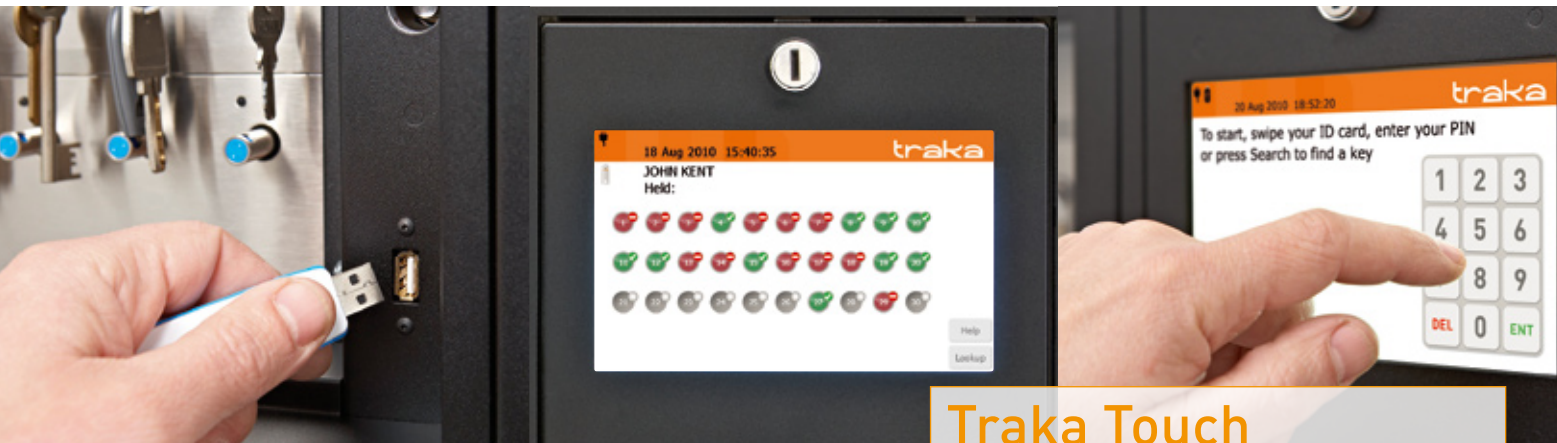 18 Aug 2010 15:40:35
traka
JOHN KENT
Held:
Help
Lookup
20 Aug 2010 18:52:20
traka
To start, swipe your ID card, enter your PIN
or press Search to find a key
1 2 3
4 5 6
8 9
DEL 0 ENT
Traka Touch